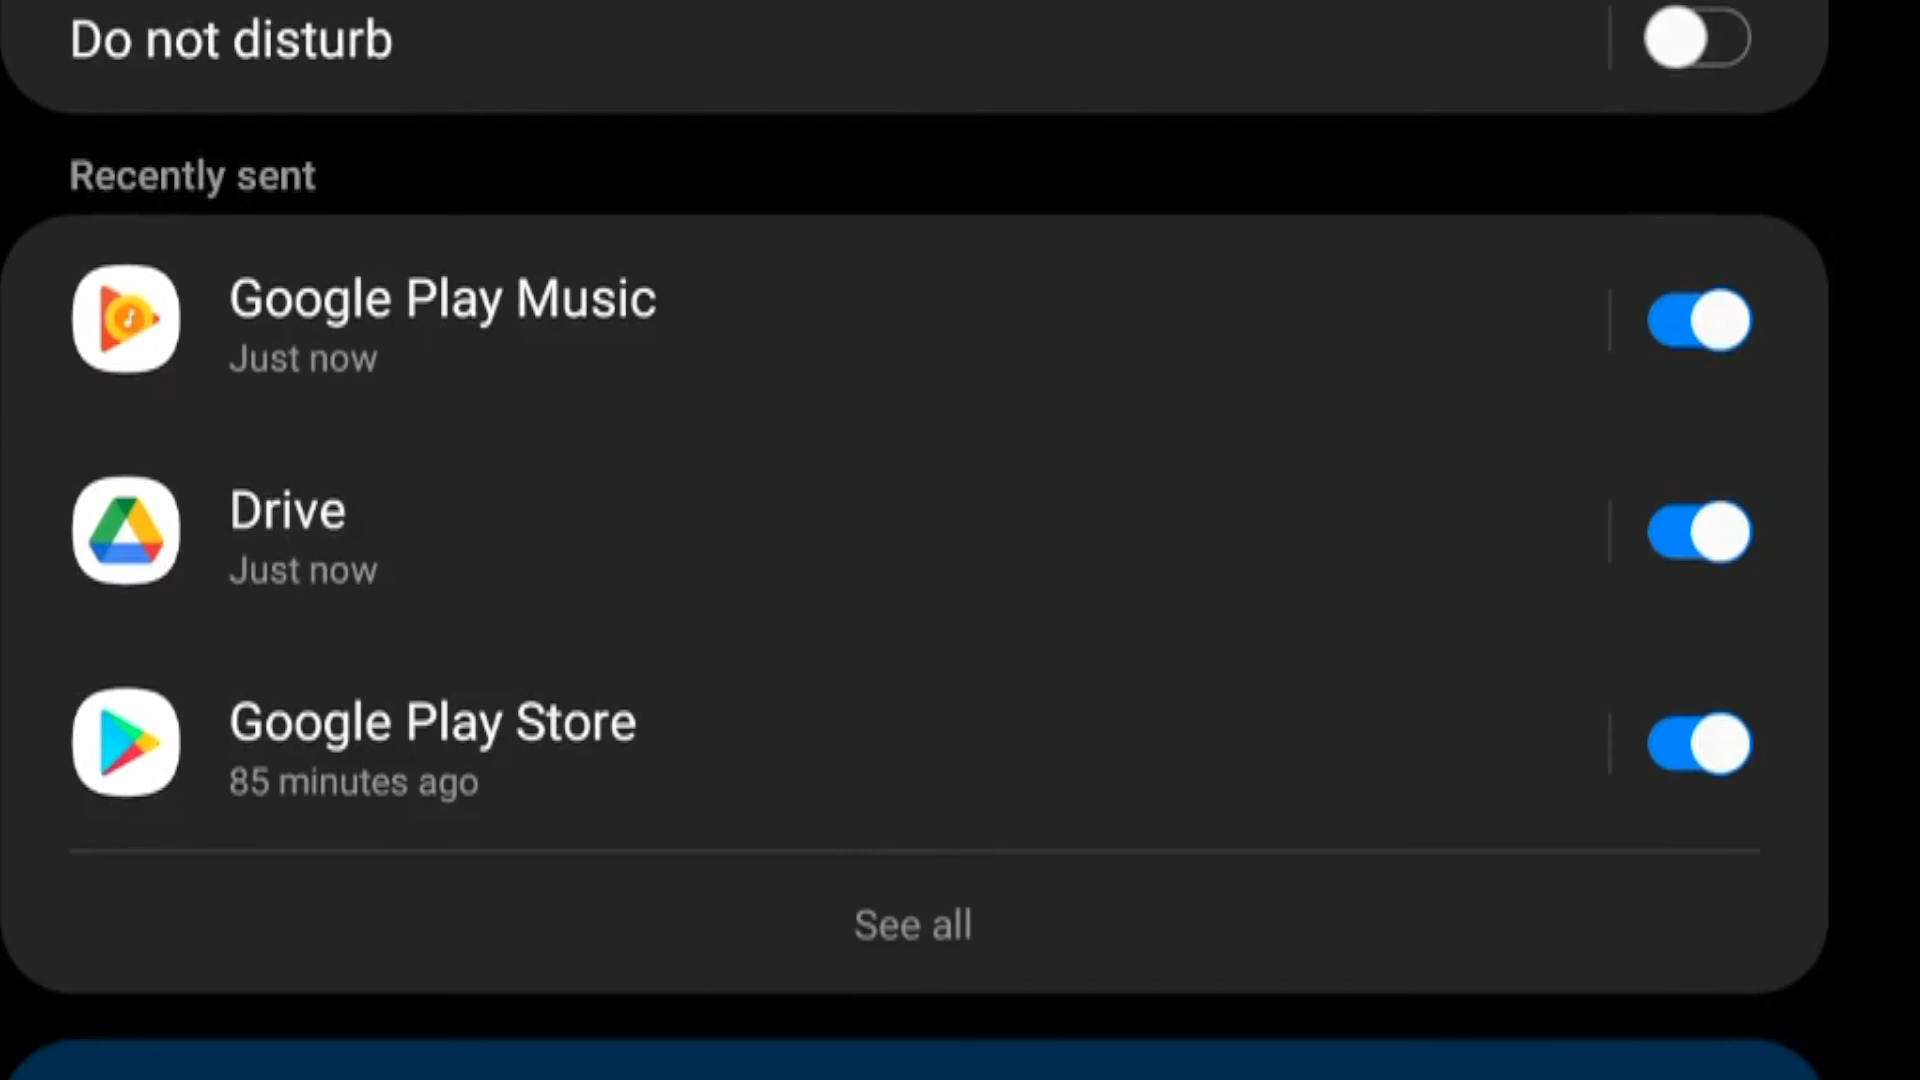 Do not disturb
Recently sent
Google Play Music
Just now
Drive
Just now
Google Play Store
85 minutes ago
See all